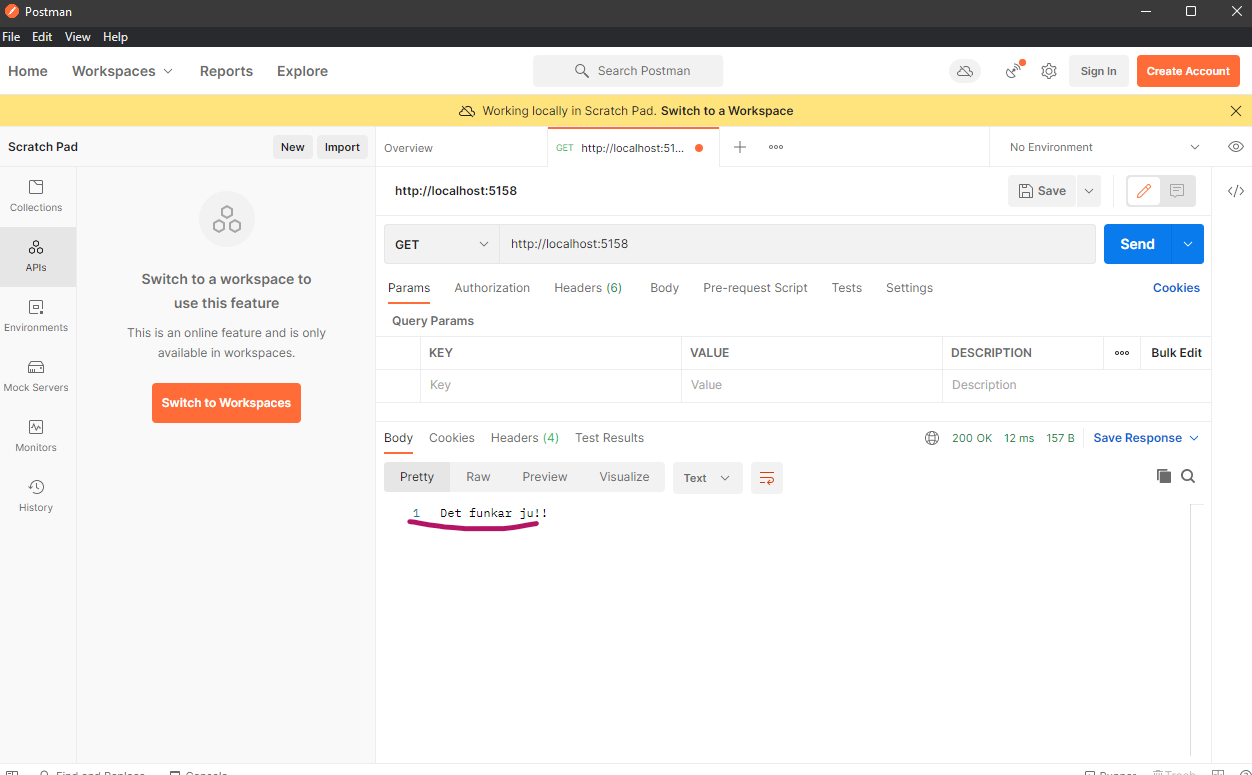 Postman
File Edit View Help
Home Workspaces Reports Explore Search Postman Sign In Create Account
Working locally in Scratch Pad. Switch to a Workspace
Scratch Pad New Import
Overview GET http://localhost:51... No Environment
Collections
APIs
Environments
Mock Servers
Monitors
History
Switch to a workspace to
use this feature
This is an online feature and is only
available in workspaces.
Switch to Workspaces
http://localhost:5158 Save
GET http://localhost:5158 Send
Params Authorization Headers (6) Body Pre-request Script Tests Settings Cookies
Query Params
KEY VALUE DESCRIPTION Bulk Edit
Key Value Description
Body Cookies Headers (4) Test Results 200 OK 12 ms 157 B Save Response
Pretty Raw Preview Visualize Text
1 Det funkar ju!!
Find and Replace Console Runner Trash